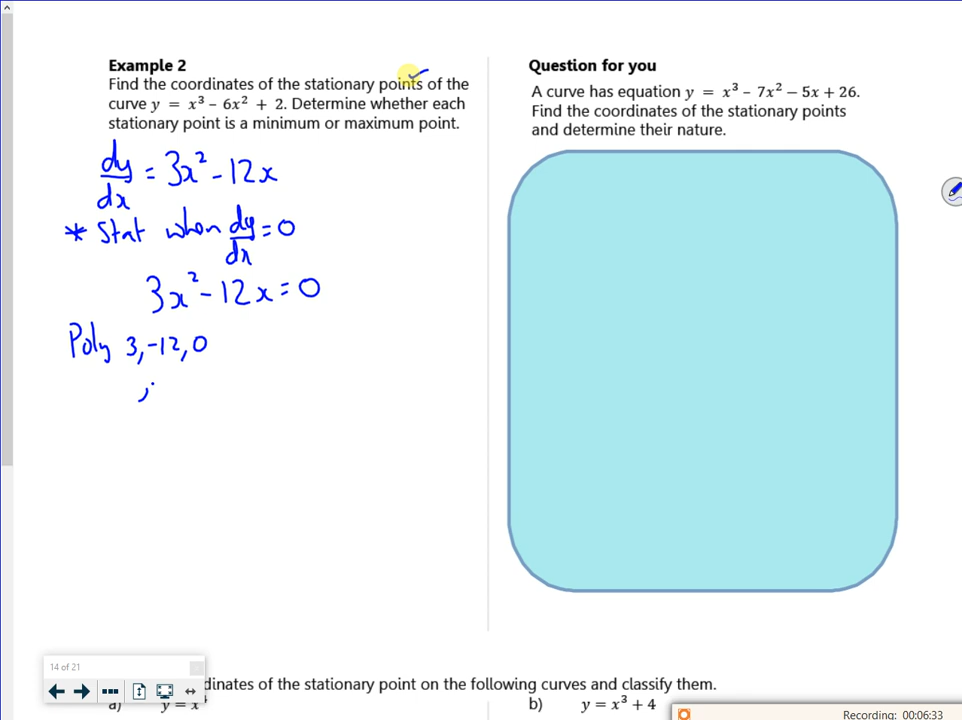 Example 2
Find the coordinates of the stationary points of the
curve y = x³ − 6x² + 2. Determine whether each
stationary point is a minimum or maximum point.
dy/dx = 3x² − 12x
* Stat when dy/dx = 0
3x² − 12x = 0
Poly 3, −12, 0
Question for you
A curve has equation y = x³ − 7x² − 5x + 26.
Find the coordinates of the stationary points
and determine their nature.
14 of 21
dinates of the stationary point on the following curves and classify them.
a) y = x⁴
b) y = x³ + 4
Recording: 00:06:33